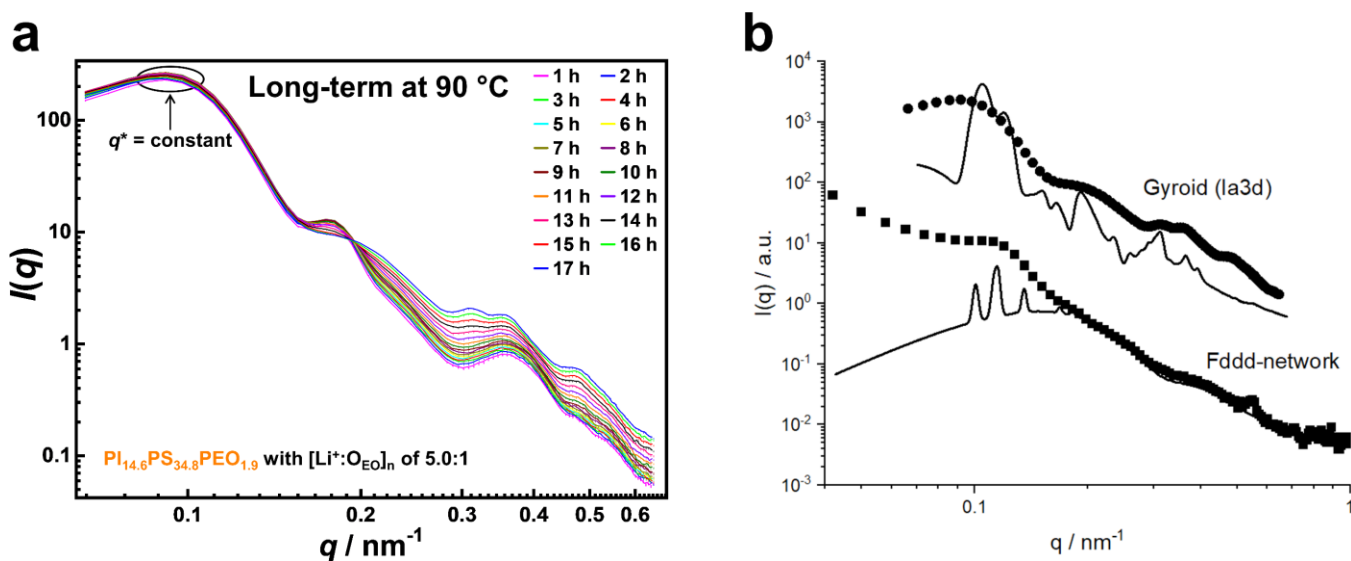 a
Long-term at 90 °C
q* = constant
1 h 2 h
3 h 4 h
5 h 6 h
7 h 8 h
9 h 10 h
11 h 12 h
13 h 14 h
15 h 16 h
17 h
PI14.6PS34.8PEO1.9 with [Li+:OEO]n of 5.0:1
I(q)
100
10
1
0.1
0.1 0.2 0.3 0.4 0.5 0.6
q / nm-1
b
I(q) / a.u.
10^4
10^3
10^2
10^1
10^0
10^-1
10^-2
10^-3
Gyroid (Ia3d)
Fddd-network
0.1 1
q / nm-1